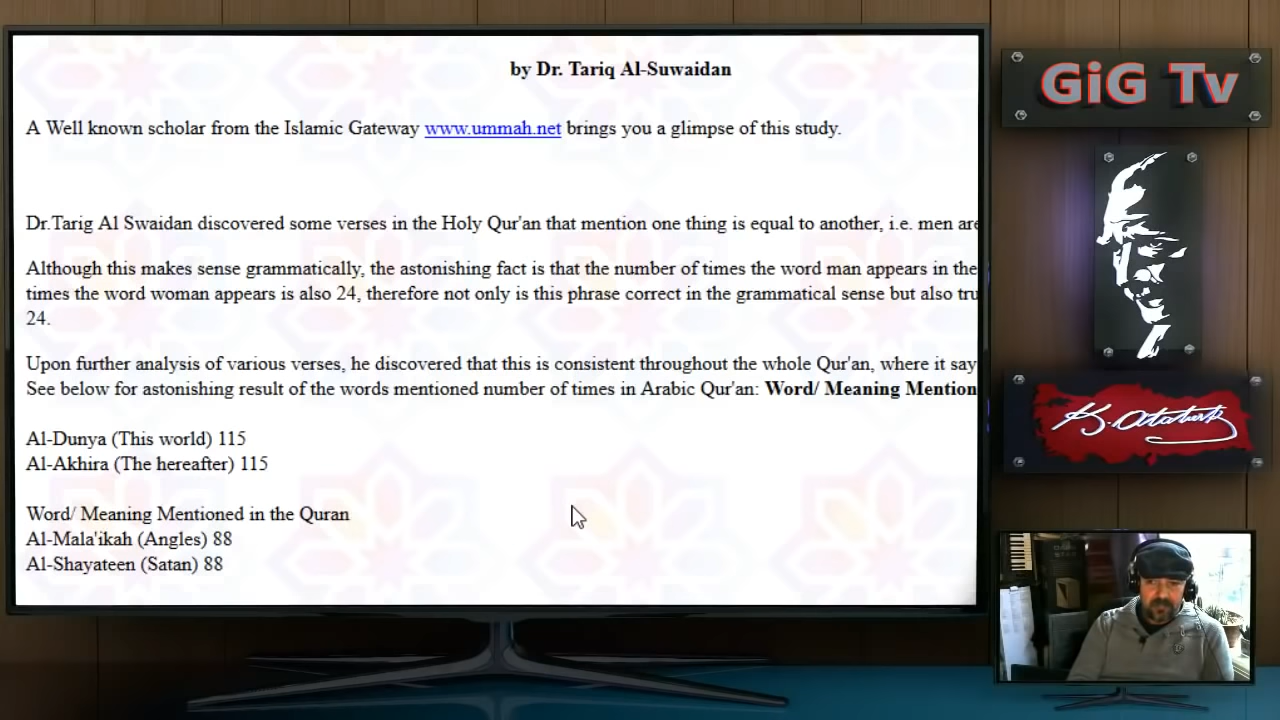 by Dr. Tariq Al-Suwaidan
A Well known scholar from the Islamic Gateway www.ummah.net brings you a glimpse of this study.
Dr.Tarig Al Swaidan discovered some verses in the Holy Qur'an that mention one thing is equal to another, i.e. men are
Although this makes sense grammatically, the astonishing fact is that the number of times the word man appears in the
times the word woman appears is also 24, therefore not only is this phrase correct in the grammatical sense but also tru
24.
Upon further analysis of various verses, he discovered that this is consistent throughout the whole Qur'an, where it say
See below for astonishing result of the words mentioned number of times in Arabic Qur'an: Word/ Meaning Mention
Al-Dunya (This world) 115
Al-Akhira (The hereafter) 115
Word/ Meaning Mentioned in the Quran
Al-Mala'ikah (Angles) 88
Al-Shayateen (Satan) 88
GiG Tv
K. Atatürk